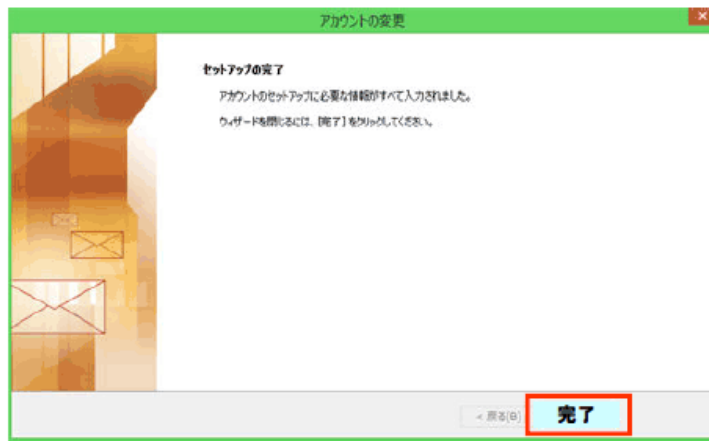 アカウントの変更
セットアップの完了
アカウントのセットアップに必要な情報がすべて入力されました。
ウィザードを閉じるには、[完了]をクリックしてください。
< 戻る(B)
完了